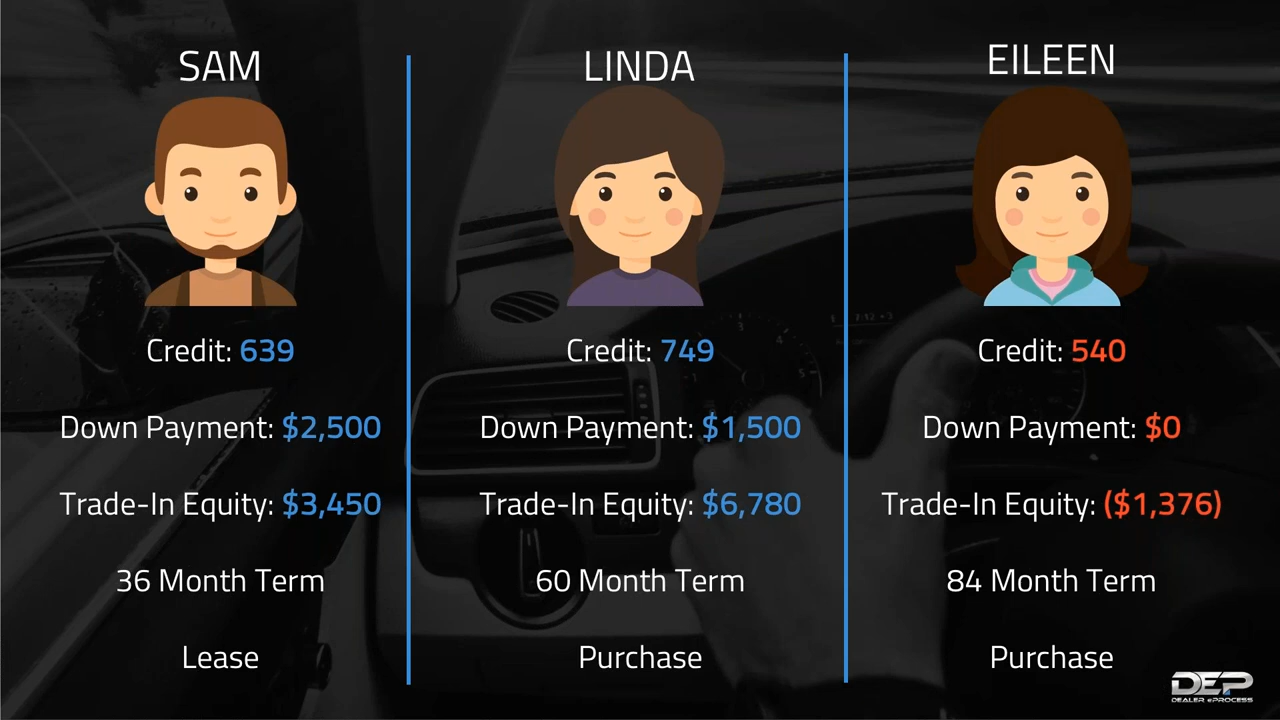 SAM
Credit: 639
Down Payment: $2,500
Trade-In Equity: $3,450
36 Month Term
Lease
LINDA
Credit: 749
Down Payment: $1,500
Trade-In Equity: $6,780
60 Month Term
Purchase
EILEEN
Credit: 540
Down Payment: $0
Trade-In Equity: ($1,376)
84 Month Term
Purchase
DEP
DEALER ePROCESS